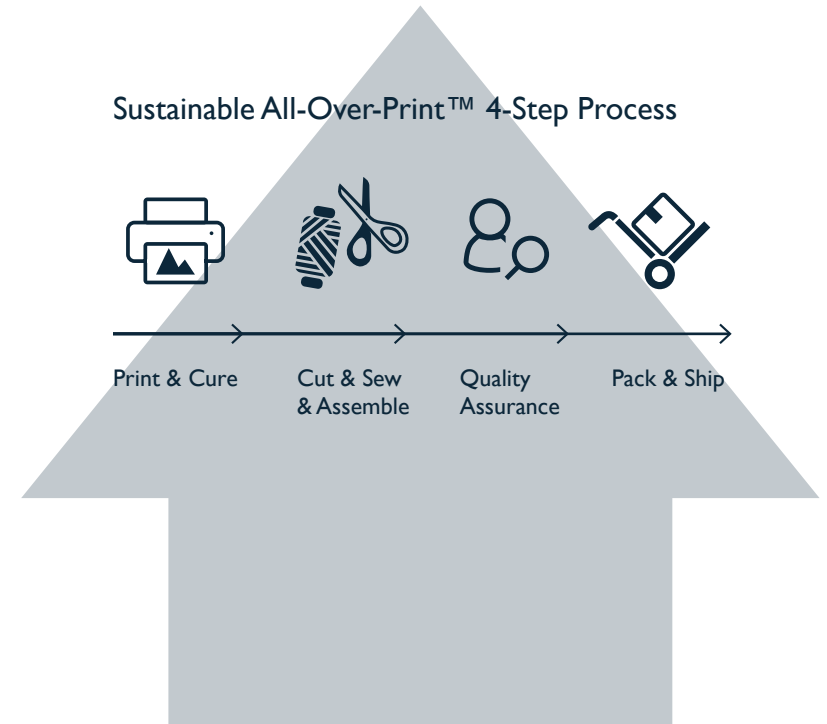 Sustainable All-Over-Print™ 4-Step Process
Print & Cure
Cut & Sew
& Assemble
Quality
Assurance
Pack & Ship